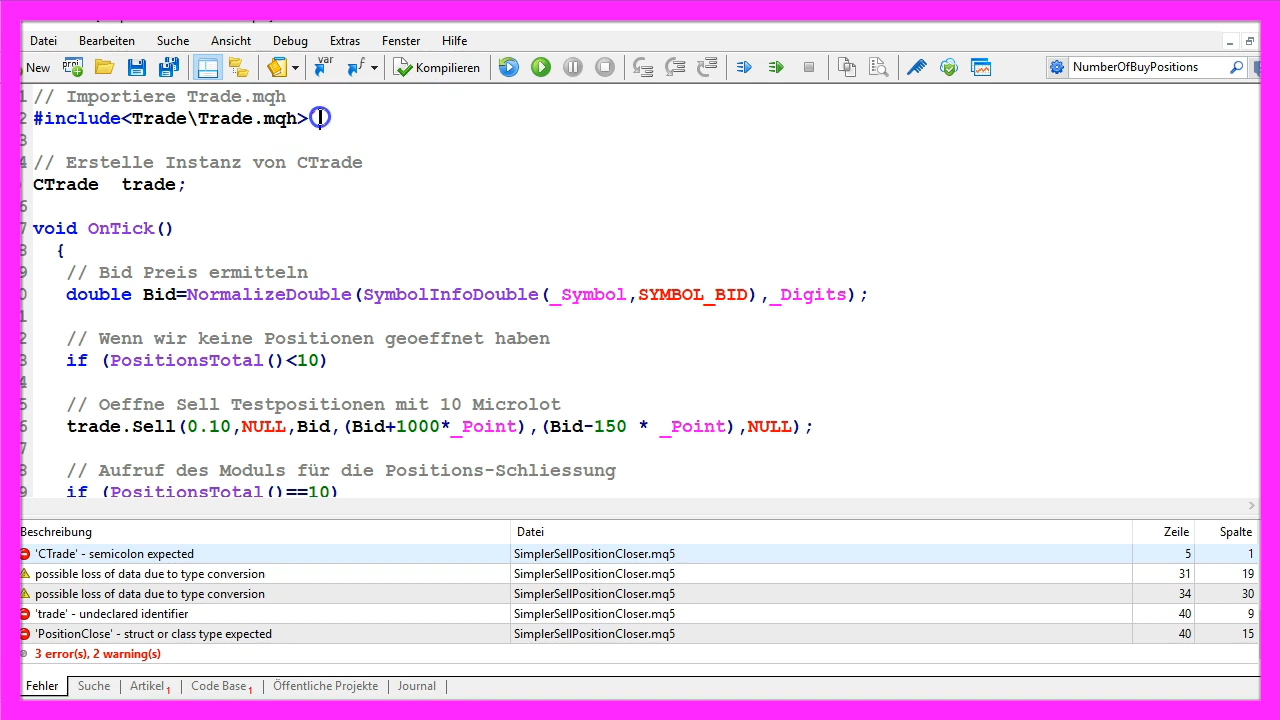 Datei Bearbeiten Suche Ansicht Debug Extras Fenster Hilfe
New var Kompilieren NumberOfBuyPositions
1 // Importiere Trade.mqh
2 #include<Trade\Trade.mqh>
3
4 // Erstelle Instanz von CTrade
CTrade  trade;
6
7 void OnTick()
8 {
9 // Bid Preis ermitteln
0 double Bid=NormalizeDouble(SymbolInfoDouble(_Symbol,SYMBOL_BID),_Digits);
1
2 // Wenn wir keine Positionen geoeffnet haben
3 if (PositionsTotal()<10)
4
5 // Oeffne Sell Testpositionen mit 10 Microlot
6 trade.Sell(0.10,NULL,Bid,(Bid+1000*_Point),(Bid-150 * _Point),NULL);
7
8 // Aufruf des Moduls für die Positions-Schliessung
9 if (PositionsTotal()==10)
Beschreibung Datei Zeile Spalte
'CTrade' - semicolon expected SimplerSellPositionCloser.mq5 5 1
possible loss of data due to type conversion SimplerSellPositionCloser.mq5 31 19
possible loss of data due to type conversion SimplerSellPositionCloser.mq5 34 30
'trade' - undeclared identifier SimplerSellPositionCloser.mq5 40 9
'PositionClose' - struct or class type expected SimplerSellPositionCloser.mq5 40 15
3 error(s), 2 warning(s)
Fehler Suche Artikel 1 Code Base 1 Öffentliche Projekte Journal